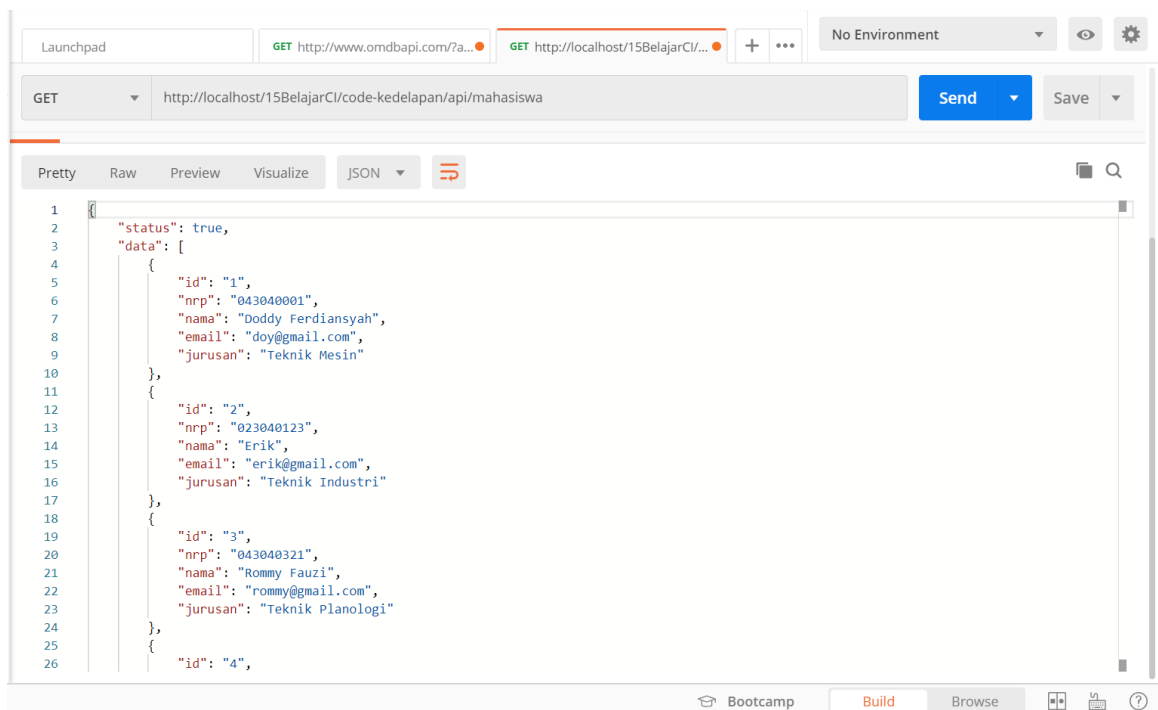 Launchpad
GET http://www.omdbapi.com/?a...
GET http://localhost/15BelajarCI/...
No Environment
GET
http://localhost/15BelajarCI/code-kedelapan/api/mahasiswa
Send
Save
Pretty Raw Preview Visualize JSON
1 {
2 "status": true,
3 "data": [
4 {
5 "id": "1",
6 "nrp": "043040001",
7 "nama": "Doddy Ferdiansyah",
8 "email": "doy@gmail.com",
9 "jurusan": "Teknik Mesin"
10 },
11 {
12 "id": "2",
13 "nrp": "023040123",
14 "nama": "Erik",
15 "email": "erik@gmail.com",
16 "jurusan": "Teknik Industri"
17 },
18 {
19 "id": "3",
20 "nrp": "043040321",
21 "nama": "Rommy Fauzi",
22 "email": "rommy@gmail.com",
23 "jurusan": "Teknik Planologi"
24 },
25 {
26 "id": "4",
Bootcamp Build Browse